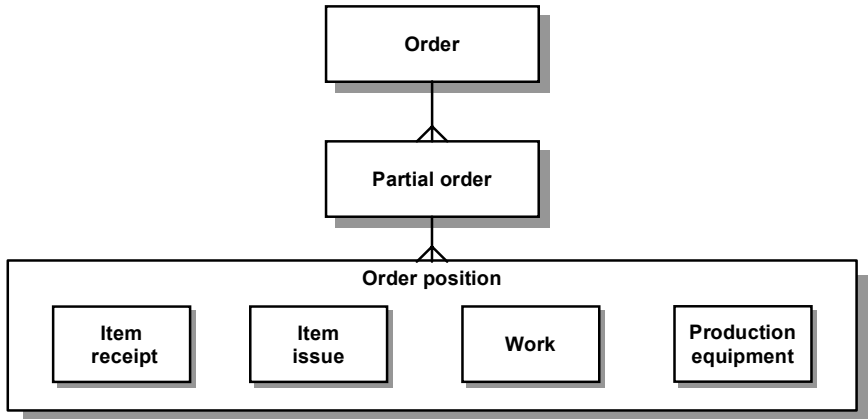 Order
Partial order
Order position
Item
receipt
Item
issue
Work
Production
equipment